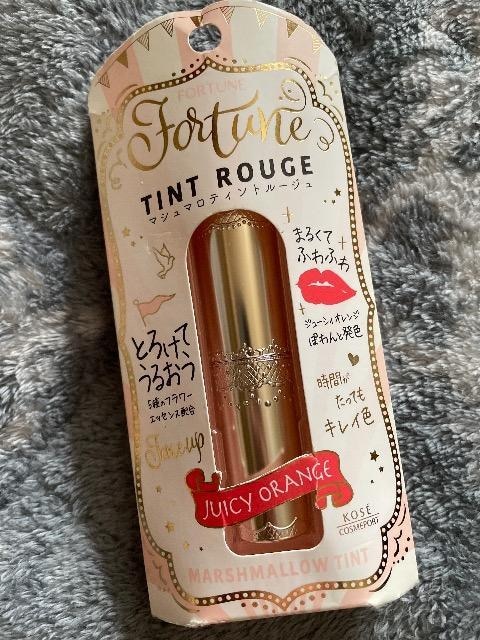 FORTUNE
Fortune
TINT ROUGE
マシュマロティントルージュ
まるくて
ふわふわ
ジューシィオレンジ
ぽわんと発色
とろけて
うるおう
5種のフラワー
エッセンス配合
時間が
たっても
キレイ色
Tone up
JUICY ORANGE
KOSÉ
COSMEPORT
MARSHMALLOW TINT